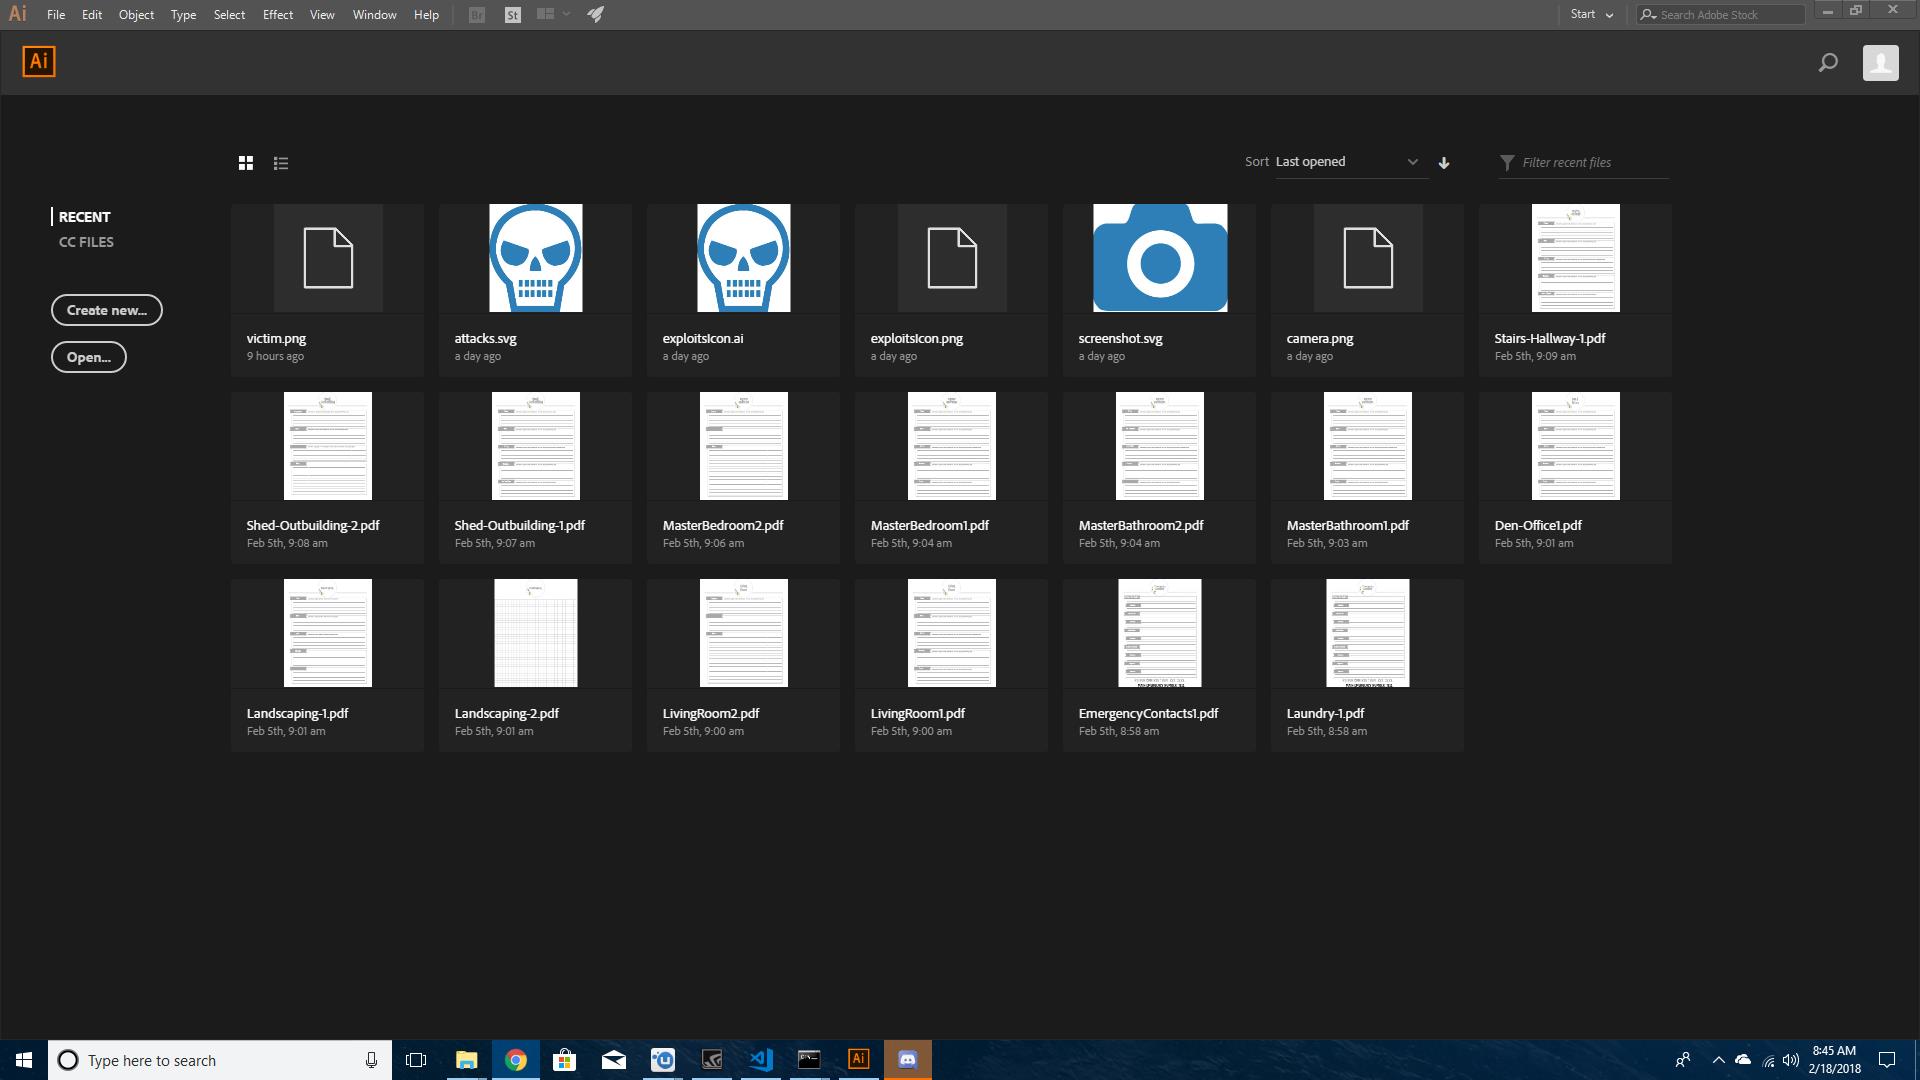 Ai File Edit Object Type Select Effect View Window Help Br St Start Search Adobe Stock
Ai
Sort Last opened Filter recent files
RECENT
CC FILES
Create new...
Open...
victim.png
9 hours ago
attacks.svg
a day ago
exploitsIcon.ai
a day ago
exploitsIcon.png
a day ago
screenshot.svg
a day ago
camera.png
a day ago
Stairs-Hallway-1.pdf
Feb 5th, 9:09 am
Shed-Outbuilding-2.pdf
Feb 5th, 9:08 am
Shed-Outbuilding-1.pdf
Feb 5th, 9:07 am
MasterBedroom2.pdf
Feb 5th, 9:06 am
MasterBedroom1.pdf
Feb 5th, 9:04 am
MasterBathroom2.pdf
Feb 5th, 9:04 am
MasterBathroom1.pdf
Feb 5th, 9:03 am
Den-Office1.pdf
Feb 5th, 9:01 am
Landscaping-1.pdf
Feb 5th, 9:01 am
Landscaping-2.pdf
Feb 5th, 9:01 am
LivingRoom2.pdf
Feb 5th, 9:00 am
LivingRoom1.pdf
Feb 5th, 9:00 am
EmergencyContacts1.pdf
Feb 5th, 8:58 am
Laundry-1.pdf
Feb 5th, 8:58 am
Type here to search
Ai
8:45 AM
2/18/2018